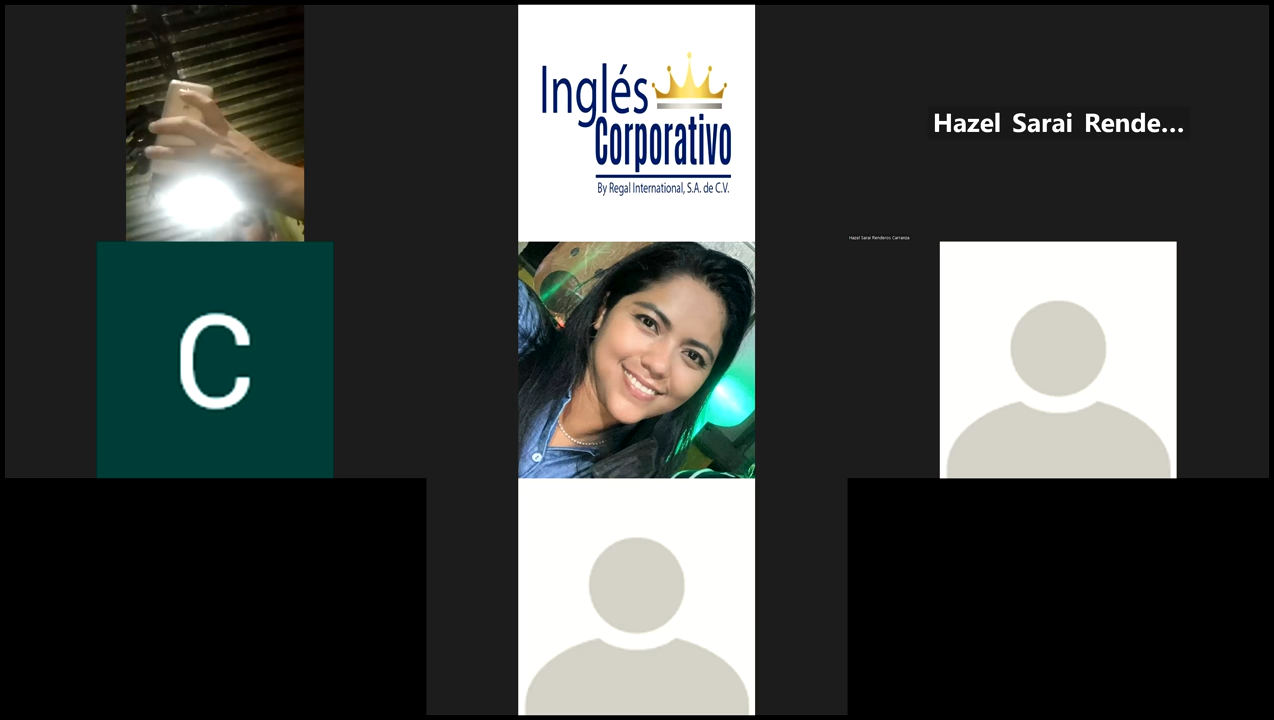 Inglés
Corporativo
By Regal International, S.A. de C.V.
Hazel Sarai Rende...
Hazel Sarai Renderos Carranza
C